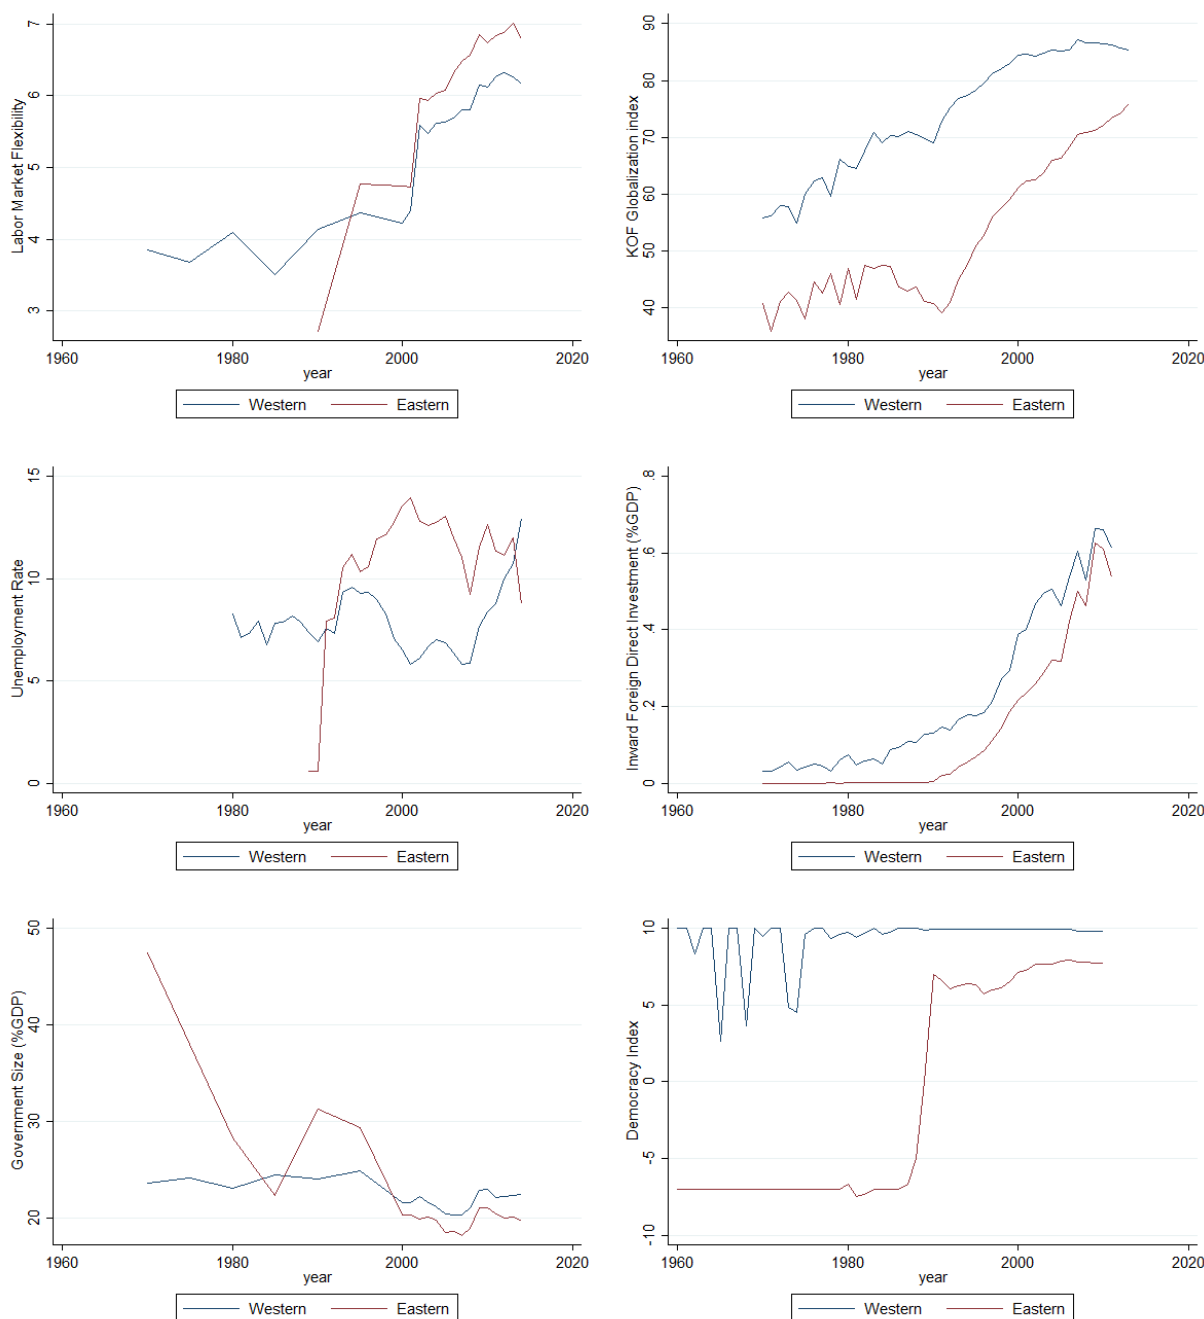 Labor Market Flexibility
7
6
5
4
3
1960 1980 2000 2020
year
Western Eastern
KOF Globalization index
90
80
70
60
50
40
1960 1980 2000 2020
year
Western Eastern
Unemployment Rate
15
10
5
0
1960 1980 2000 2020
year
Western Eastern
Inward Foreign Direct Investment (%GDP)
.8
.6
.4
.2
0
1960 1980 2000 2020
year
Western Eastern
Government Size (%GDP)
50
40
30
20
1960 1980 2000 2020
year
Western Eastern
Democracy Index
10
5
0
-5
-10
1960 1980 2000 2020
year
Western Eastern